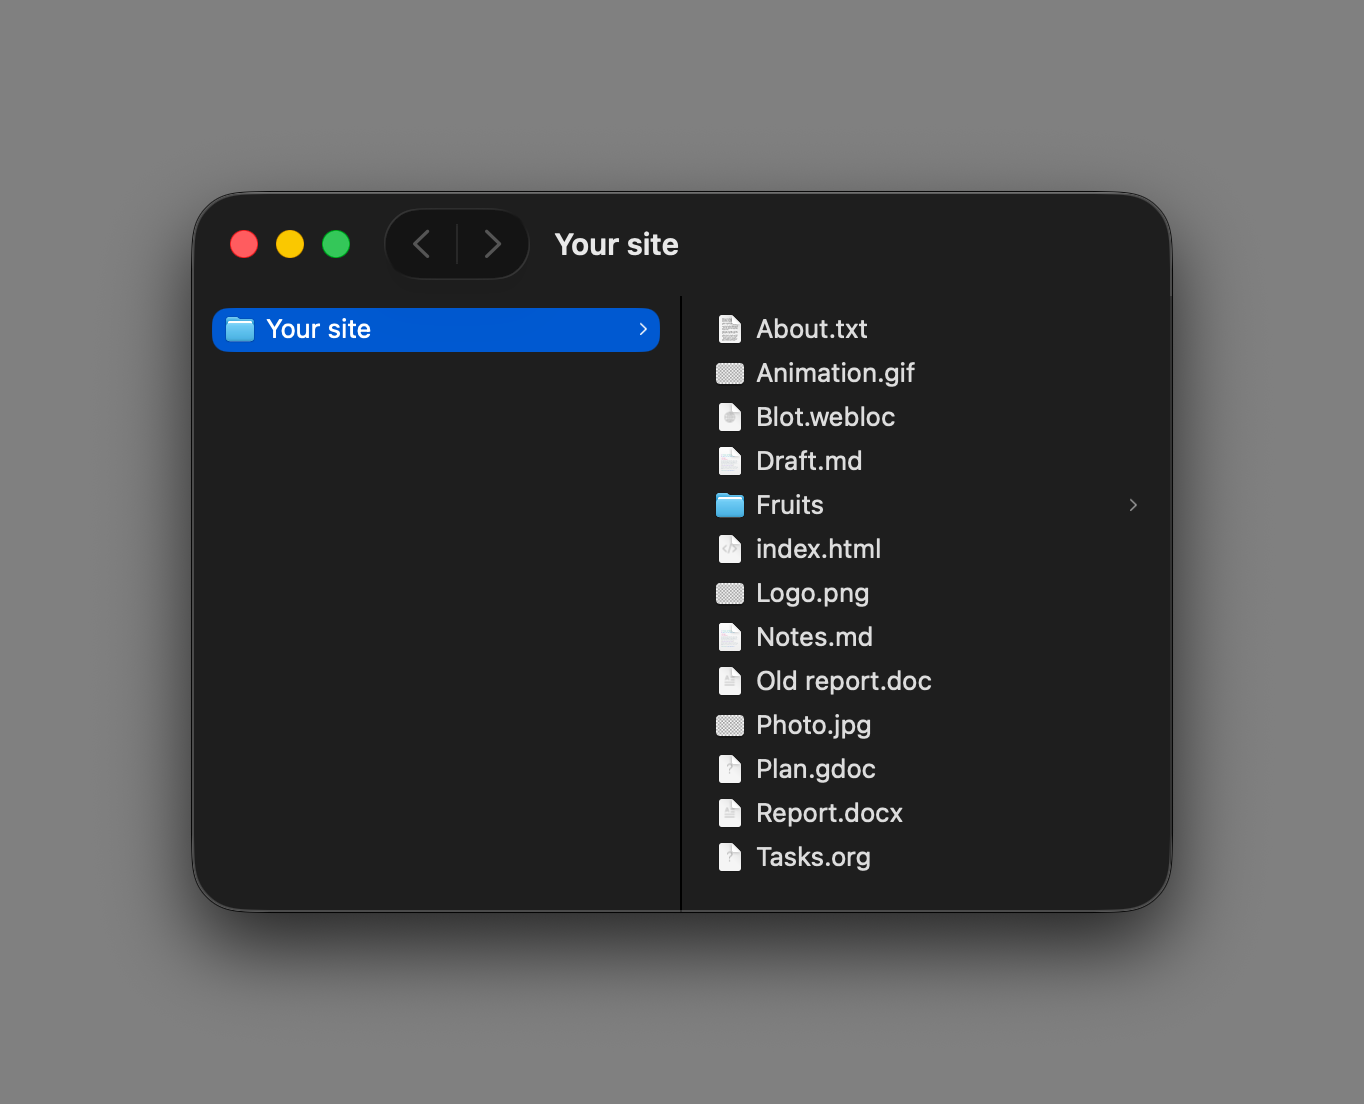 Your site
Your site
About.txt
Animation.gif
Blot.webloc
Draft.md
Fruits
index.html
Logo.png
Notes.md
Old report.doc
Photo.jpg
Plan.gdoc
Report.docx
Tasks.org